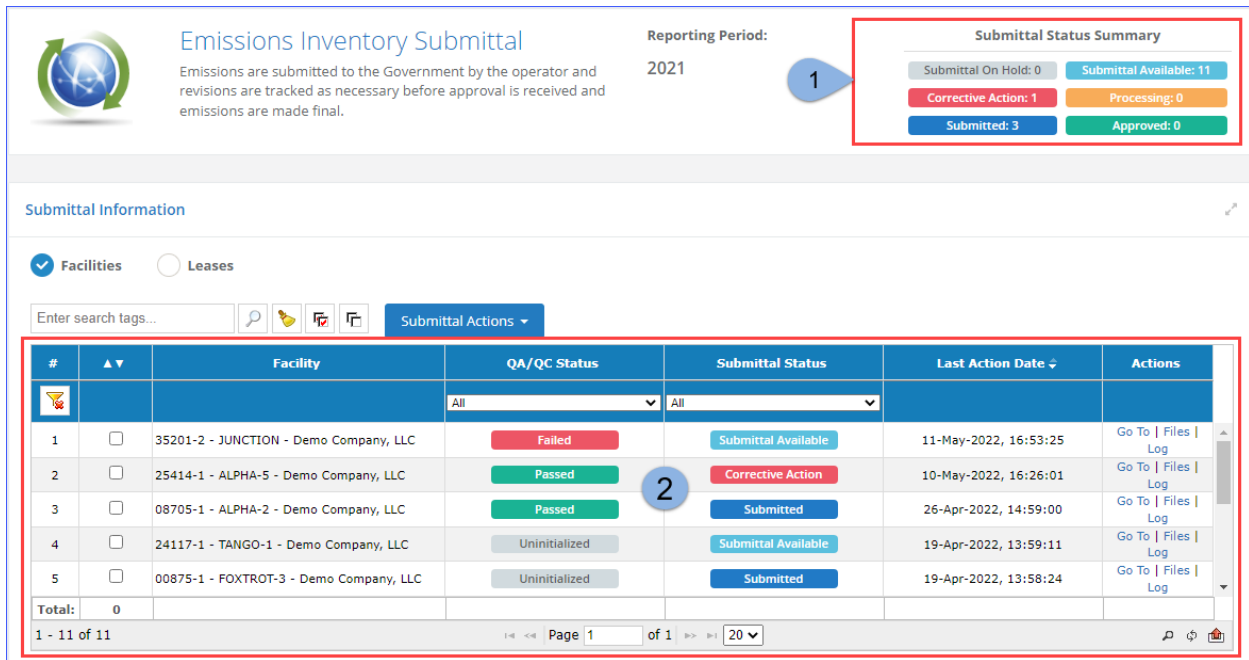 Emissions Inventory Submittal
Emissions are submitted to the Government by the operator and
revisions are tracked as necessary before approval is received and
emissions are made final.
Reporting Period:
2021
1
Submittal Status Summary
Submittal On Hold: 0 Submittal Available: 11
Corrective Action: 1 Processing: 0
Submitted: 3 Approved: 0
Submittal Information
Facilities Leases
Enter search tags... Submittal Actions
# ▲▼ Facility QA/QC Status Submittal Status Last Action Date Actions
All All
1 35201-2 - JUNCTION - Demo Company, LLC Failed Submittal Available 11-May-2022, 16:53:25 Go To | Files |
Log
2 25414-1 - ALPHA-5 - Demo Company, LLC Passed Corrective Action 10-May-2022, 16:26:01 Go To | Files |
Log
2
3 08705-1 - ALPHA-2 - Demo Company, LLC Passed Submitted 26-Apr-2022, 14:59:00 Go To | Files |
Log
4 24117-1 - TANGO-1 - Demo Company, LLC Uninitialized Submittal Available 19-Apr-2022, 13:59:11 Go To | Files |
Log
5 00875-1 - FOXTROT-3 - Demo Company, LLC Uninitialized Submitted 19-Apr-2022, 13:58:24 Go To | Files |
Log
Total: 0
1 - 11 of 11 Page 1 of 1 20